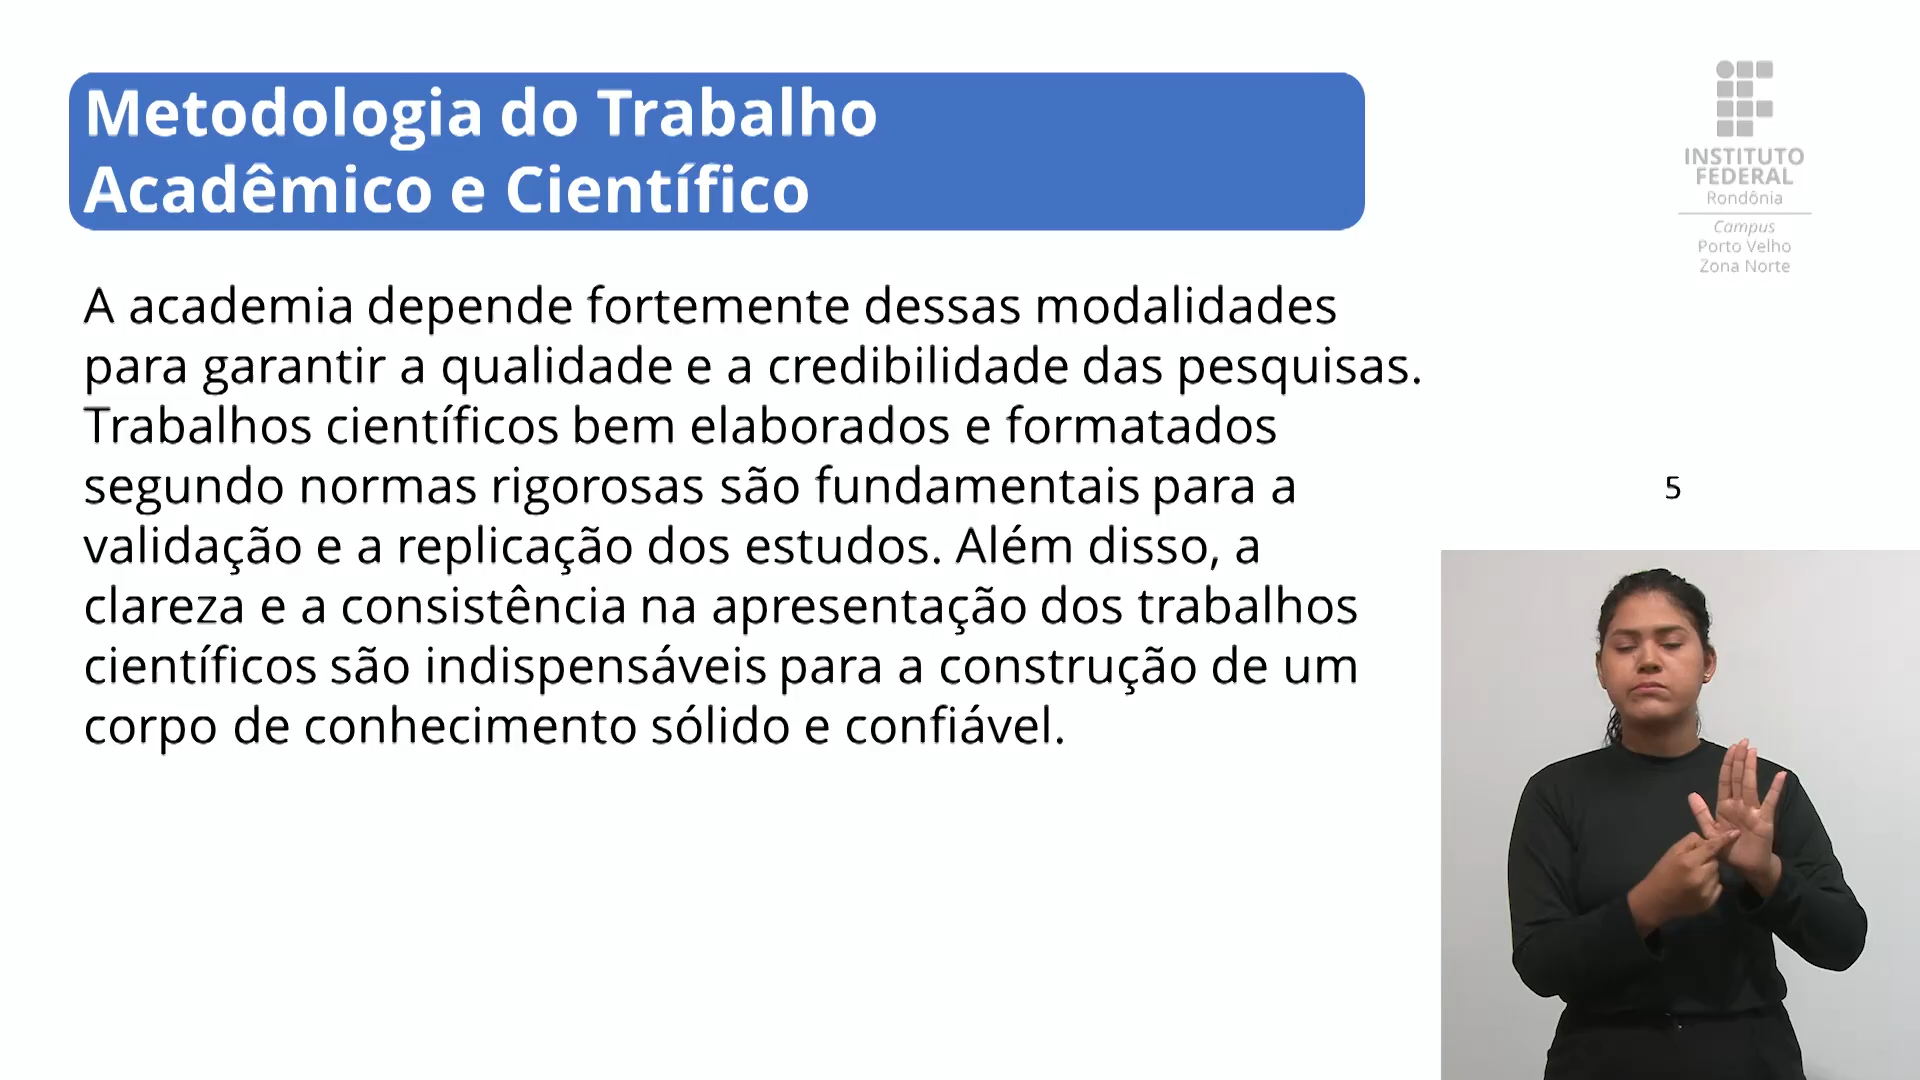 Metodologia do Trabalho
Acadêmico e Científico
INSTITUTO
FEDERAL
Rondônia
Campus
Porto Velho
Zona Norte
A academia depende fortemente dessas modalidades
para garantir a qualidade e a credibilidade das pesquisas.
Trabalhos científicos bem elaborados e formatados
segundo normas rigorosas são fundamentais para a
validação e a replicação dos estudos. Além disso, a
clareza e a consistência na apresentação dos trabalhos
científicos são indispensáveis para a construção de um
corpo de conhecimento sólido e confiável.
5